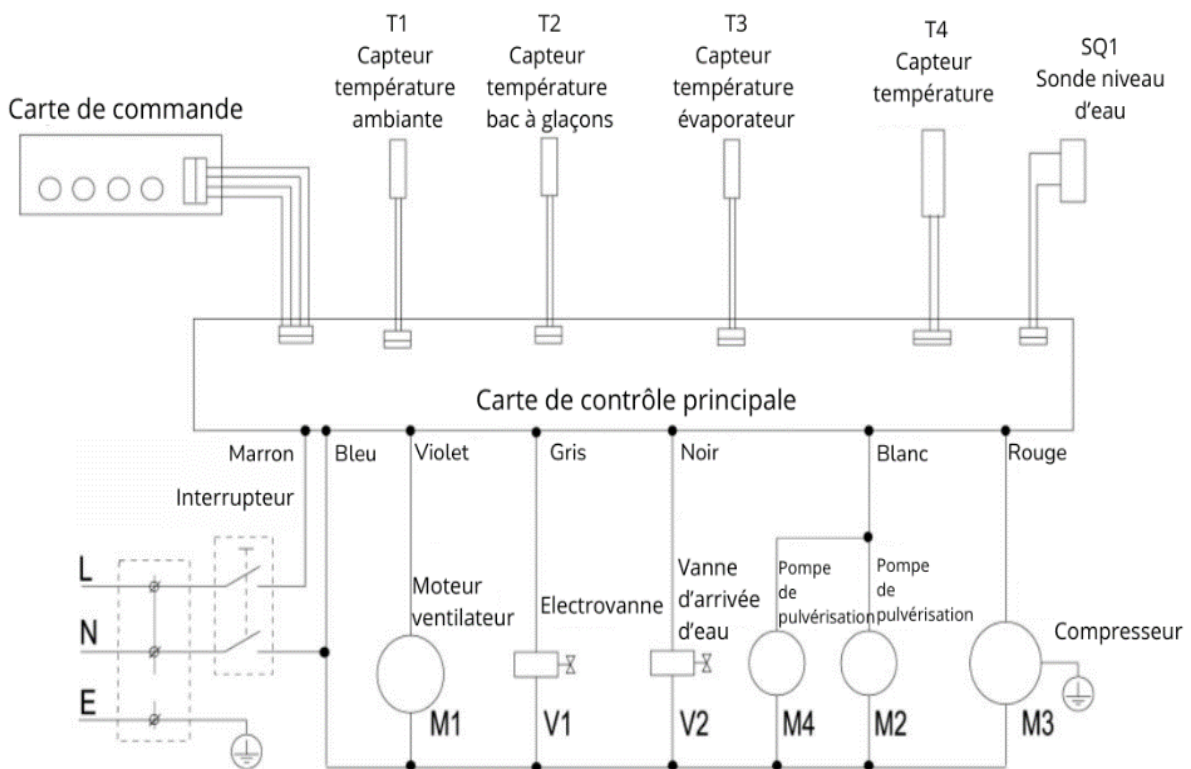 Carte de commande
T1
Capteur
température
ambiante
T2
Capteur
température
bac à glaçons
T3
Capteur
température
évaporateur
T4
Capteur
température
SQ1
Sonde niveau
d'eau
Carte de contrôle principale
Marron
Bleu
Violet
Gris
Noir
Blanc
Rouge
Interrupteur
L
N
E
Moteur
ventilateur
M1
Electrovanne
V1
Vanne
d'arrivée
d'eau
V2
Pompe
de
pulvérisation
M4
Pompe
de
pulvérisation
M2
Compresseur
M3